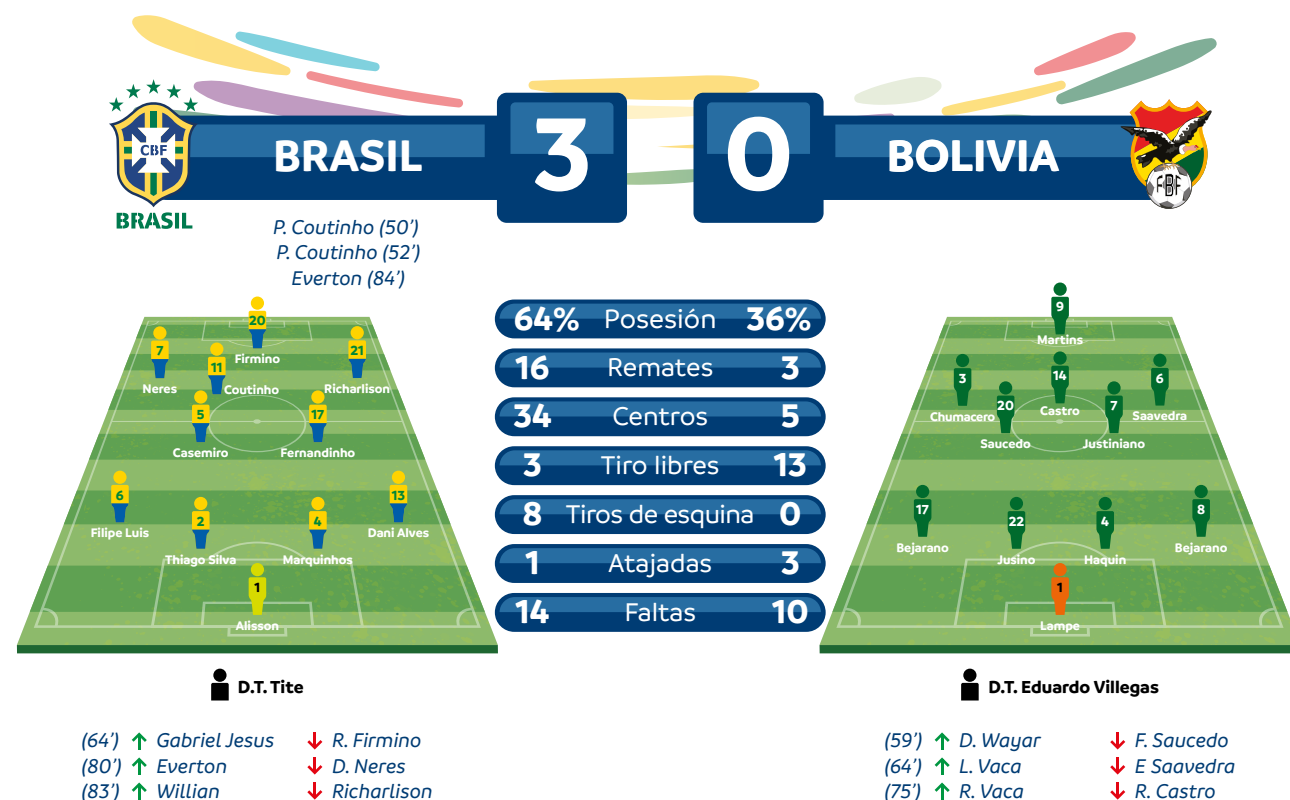 BRASIL 3 0 BOLIVIA
CBF
BRASIL
FBF
P. Coutinho (50’)
P. Coutinho (52’)
Everton (84’)
20
Firmino
7
Neres
11
Coutinho
21
Richarlison
5
Casemiro
17
Fernandinho
6
Filipe Luis
2
Thiago Silva
4
Marquinhos
13
Dani Alves
1
Alisson
64% Posesión 36%
16 Remates 3
34 Centros 5
3 Tiro libres 13
8 Tiros de esquina 0
1 Atajadas 3
14 Faltas 10
9
Martins
3
Chumacero
20
Saucedo
14
Castro
7
Justiniano
6
Saavedra
17
Bejarano
22
Jusino
4
Haquin
8
Bejarano
1
Lampe
D.T. Tite
(64’) Gabriel Jesus R. Firmino
(80’) Everton D. Neres
(83’) Willian Richarlison
D.T. Eduardo Villegas
(59’) D. Wayar F. Saucedo
(64’) L. Vaca E Saavedra
(75’) R. Vaca R. Castro